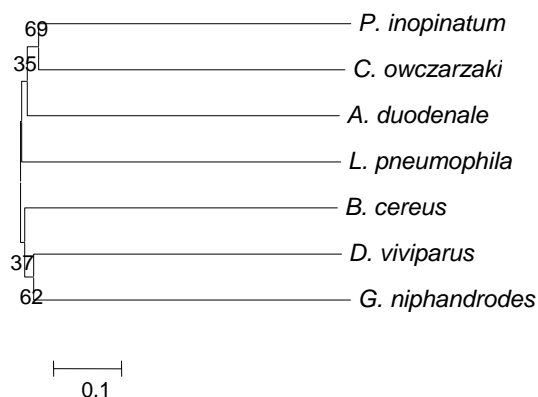 69
P. inopinatum
35
C. owczarzaki
A. duodenale
L. pneumophila
B. cereus
37
D. viviparus
62
G. niphandrodes
0.1